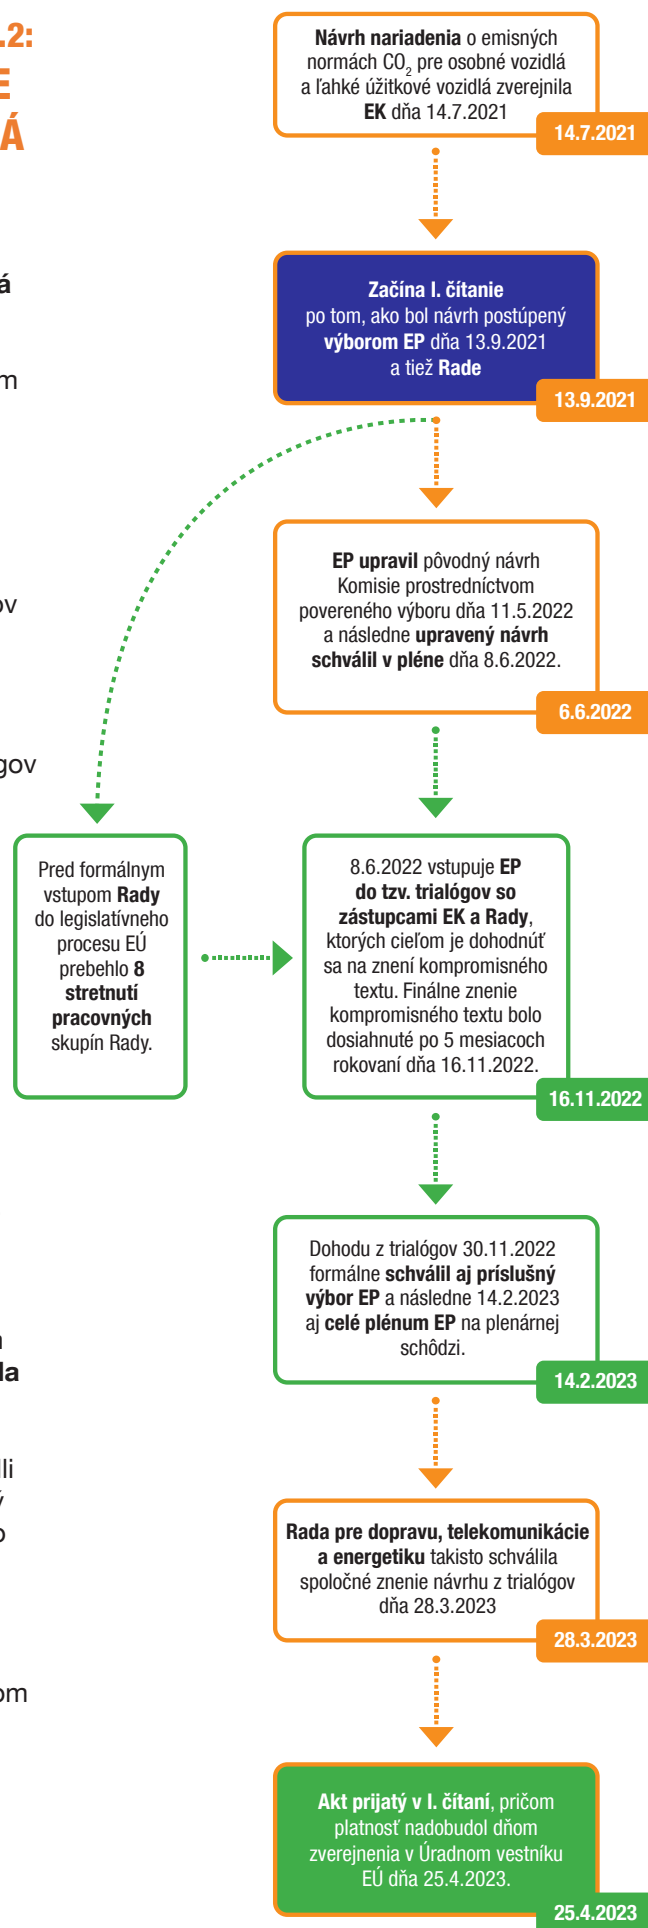 .2:
E
Á
Návrh nariadenia o emisných
normách CO2 pre osobné vozidlá
a ľahké úžitkové vozidlá zverejnila
EK dňa 14.7.2021
14.7.2021
á
Začína I. čítanie
po tom, ako bol návrh postúpený
výborom EP dňa 13.9.2021
a tiež Rade
13.9.2021
m
EP upravil pôvodný návrh
Komisie prostredníctvom
povereného výboru dňa 11.5.2022
a následne upravený návrh
schválil v pléne dňa 8.6.2022.
6.6.2022
ov
gov
Pred formálnym
vstupom Rady
do legislatívneho
procesu EÚ
prebehlo 8
stretnutí
pracovných
skupín Rady.
8.6.2022 vstupuje EP
do tzv. trialógov so
zástupcami EK a Rady,
ktorých cieľom je dohodnúť
sa na znení kompromisného
textu. Finálne znenie
kompromisného textu bolo
dosiahnuté po 5 mesiacoch
rokovaní dňa 16.11.2022.
16.11.2022
Dohodu z trialógov 30.11.2022
formálne schválil aj príslušný
výbor EP a následne 14.2.2023
aj celé plénum EP na plenárnej
schôdzi.
14.2.2023
la
lli
ý
o
Rada pre dopravu, telekomunikácie
a energetiku takisto schválila
spoločné znenie návrhu z trialógov
dňa 28.3.2023
28.3.2023
om
Akt prijatý v I. čítaní, pričom
platnosť nadobudol dňom
zverejnenia v Úradnom vestníku
EÚ dňa 25.4.2023.
25.4.2023